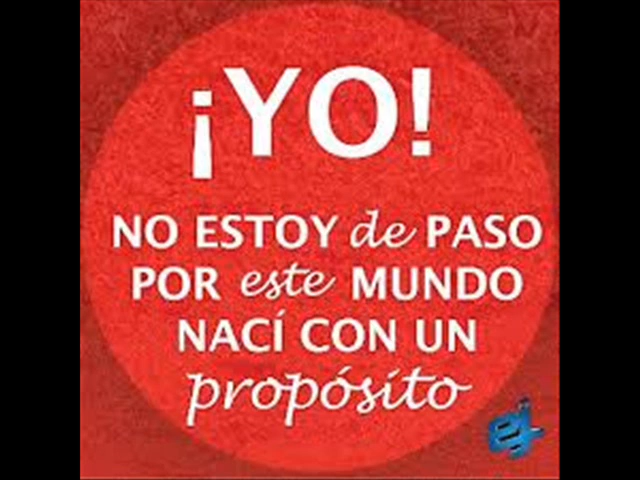 ¡YO!
NO ESTOY de PASO
POR este MUNDO
NACÍ CON UN
propósito